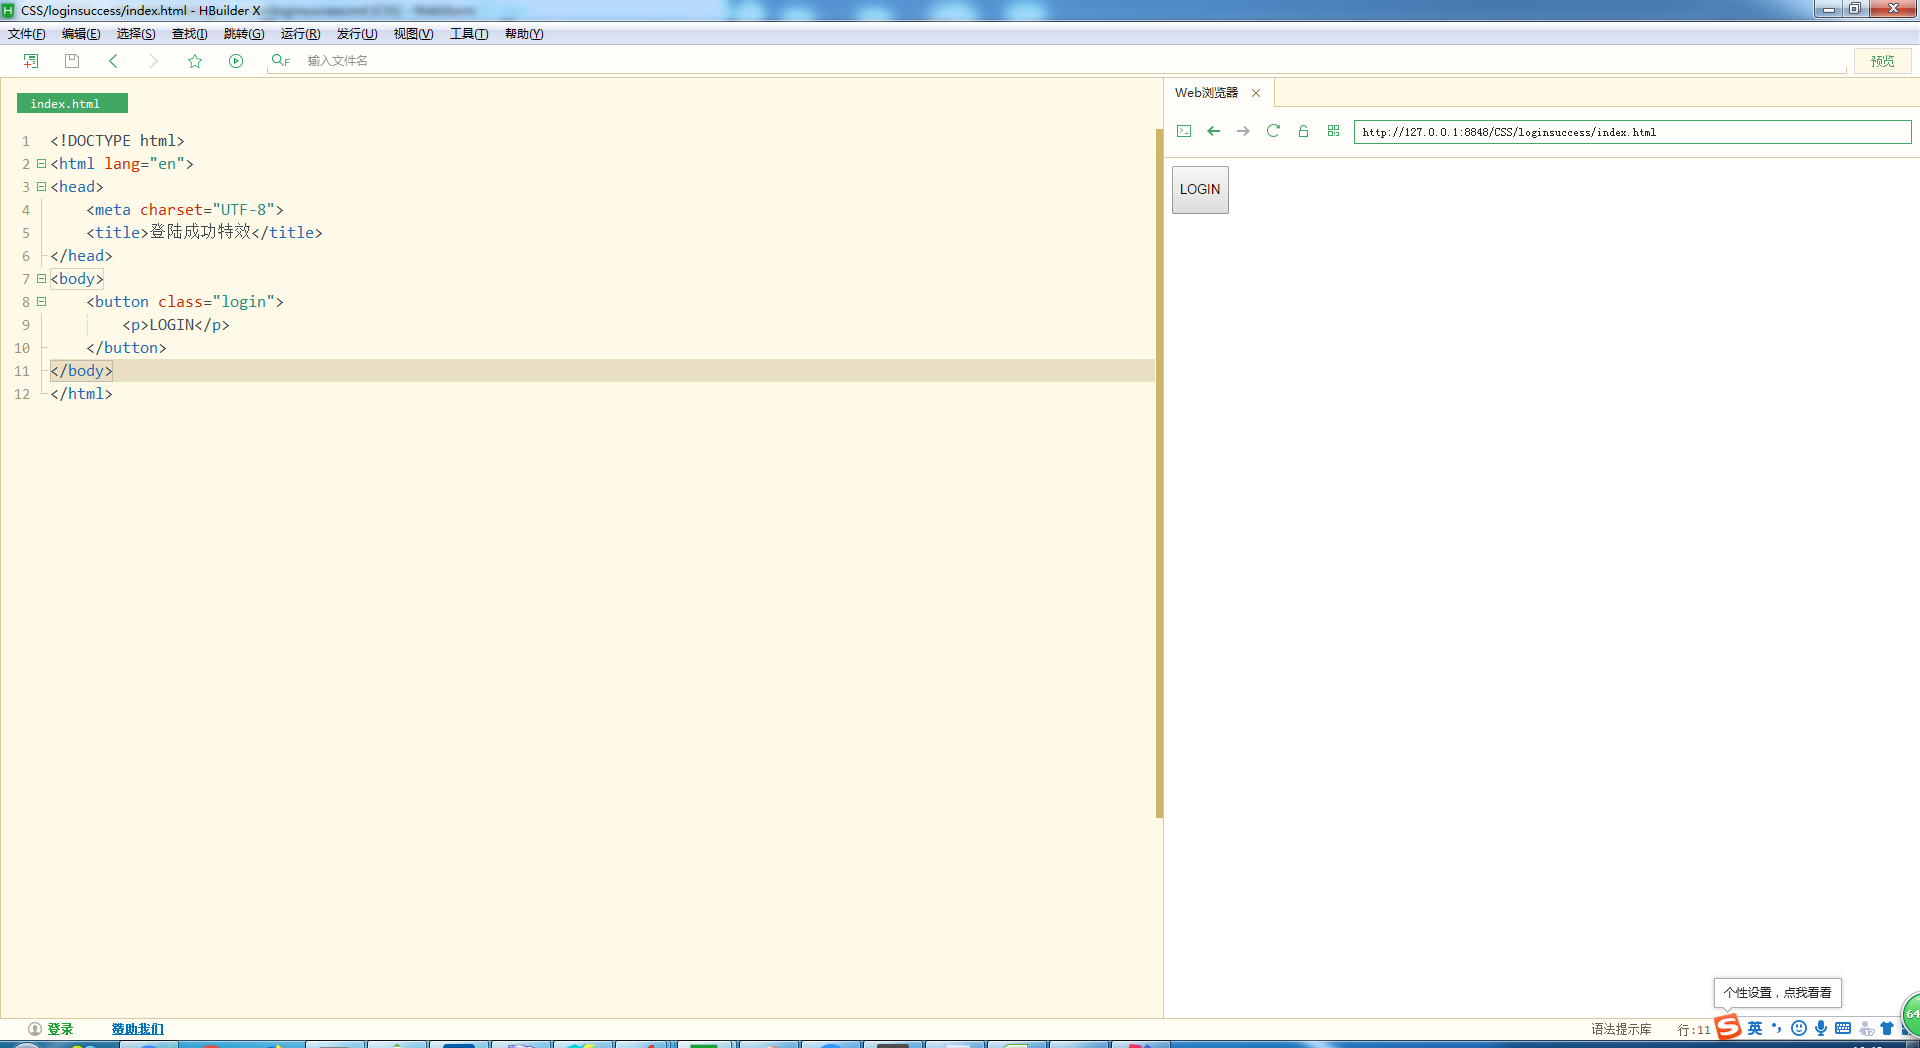 CSS/loginsuccess/index.html - HBuilder X
文件(F) 编辑(E) 选择(S) 查找(I) 跳转(G) 运行(R) 发行(U) 视图(V) 工具(T) 帮助(Y)
输入文件名
预览
index.html
1 <!DOCTYPE html>
2 <html lang="en">
3 <head>
4 <meta charset="UTF-8">
5 <title>登陆成功特效</title>
6 </head>
7 <body>
8 <button class="login">
9 <p>LOGIN</p>
10 </button>
11 </body>
12 </html>
Web浏览器
http://127.0.0.1:8848/CSS/loginsuccess/index.html
LOGIN
个性设置，点我看看
64
登录 赞助我们
语法提示库 行:11
英